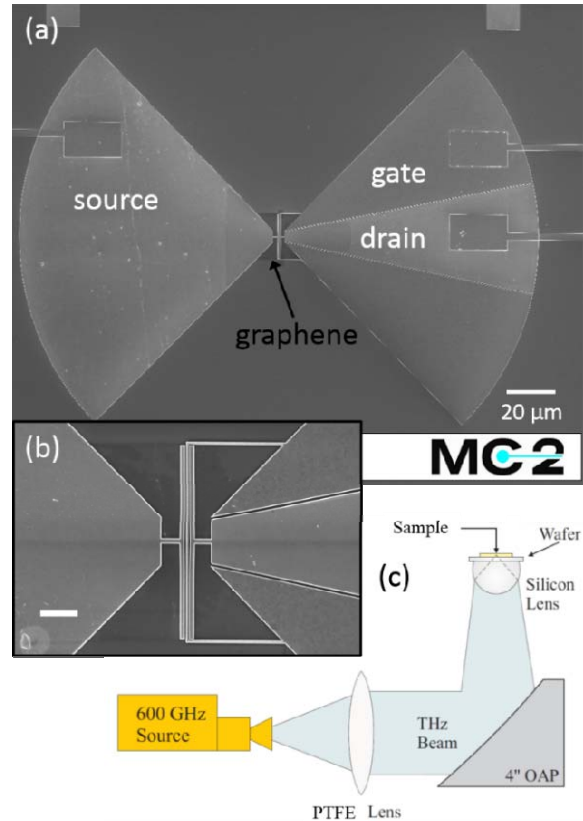 (a)
source
gate
drain
graphene
20 μm
(b)
MC2
Sample
Wafer
(c)
Silicon
Lens
600 GHz
Source
THz
Beam
4" OAP
PTFE Lens